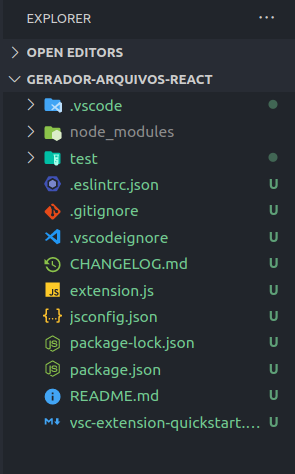 EXPLORER ...
OPEN EDITORS
GERADOR-ARQUIVOS-REACT
.vscode
node_modules
test
.eslintrc.json U
.gitignore U
.vscodeignore U
CHANGELOG.md U
JS extension.js U
{..} jsconfig.json U
package-lock.json U
package.json U
README.md U
vsc-extension-quickstart.... U